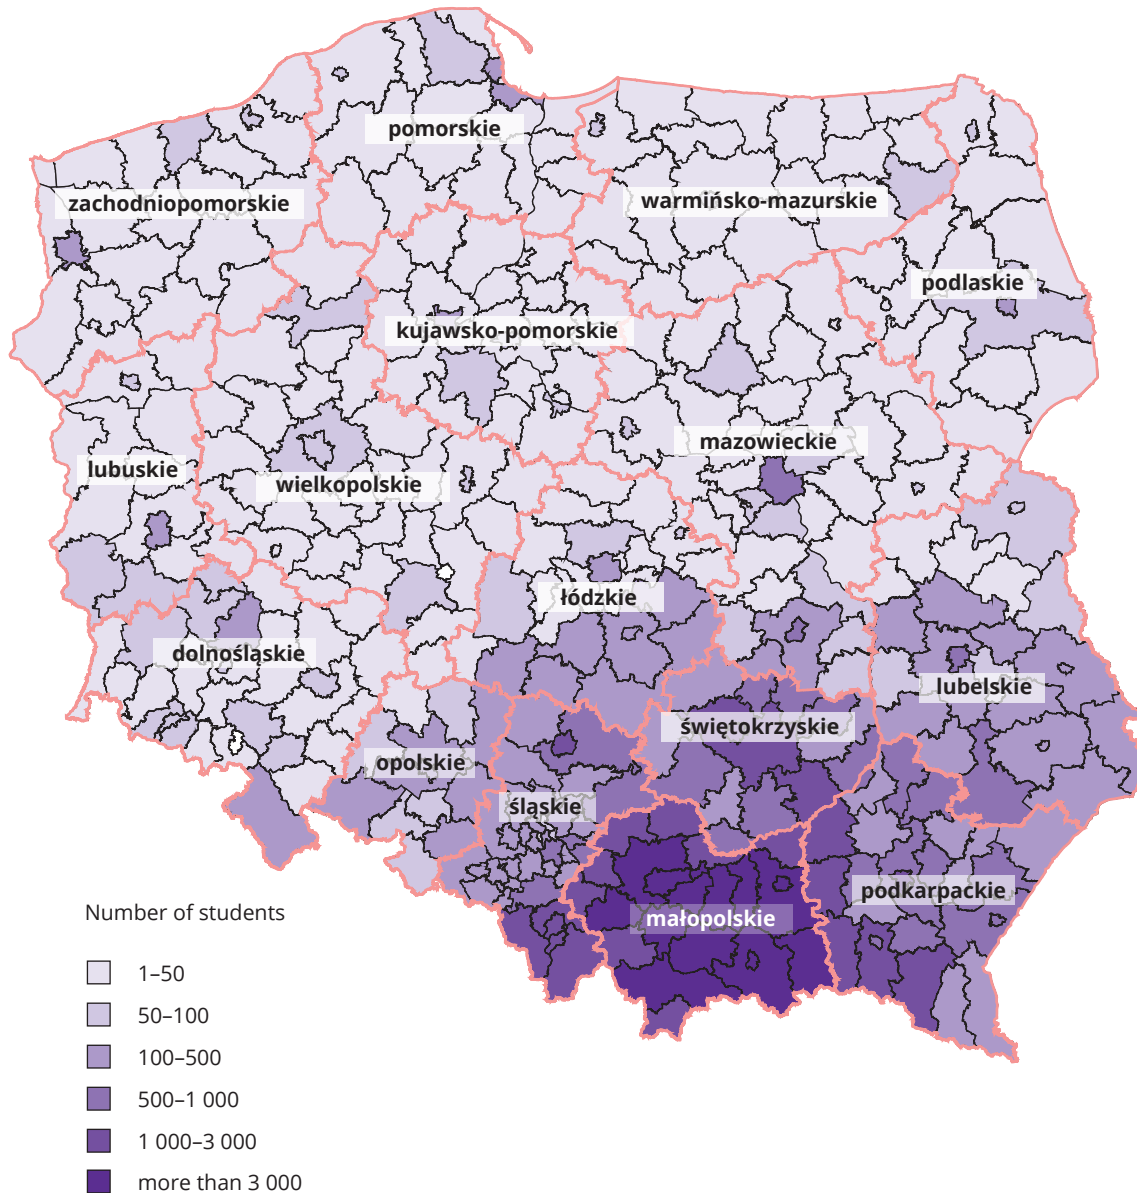 pomorskie
zachodniopomorskie
warmińsko-mazurskie
podlaskie
kujawsko-pomorskie
mazowieckie
lubuskie
wielkopolskie
łódzkie
dolnośląskie
lubelskie
świętokrzyskie
opolskie
śląskie
podkarpackie
małopolskie
Number of students
1–50
50–100
100–500
500–1 000
1 000–3 000
more than 3 000